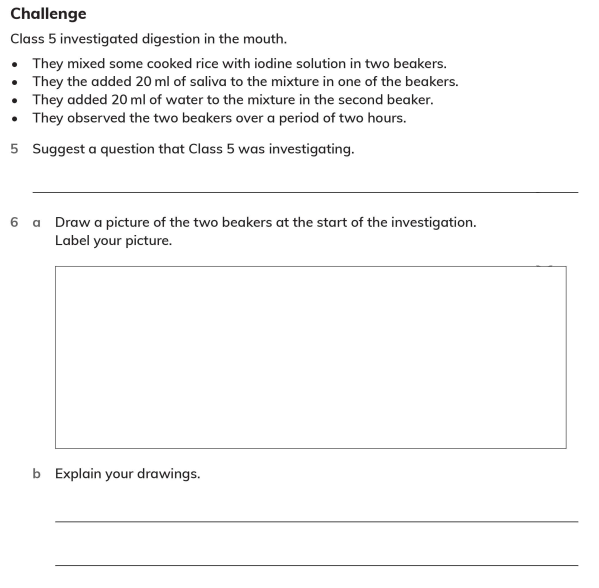 Challenge
Class 5 investigated digestion in the mouth.
• They mixed some cooked rice with iodine solution in two beakers.
• They the added 20 ml of saliva to the mixture in one of the beakers.
• They added 20 ml of water to the mixture in the second beaker.
• They observed the two beakers over a period of two hours.
5 Suggest a question that Class 5 was investigating.
6 a Draw a picture of the two beakers at the start of the investigation.
Label your picture.
b Explain your drawings.